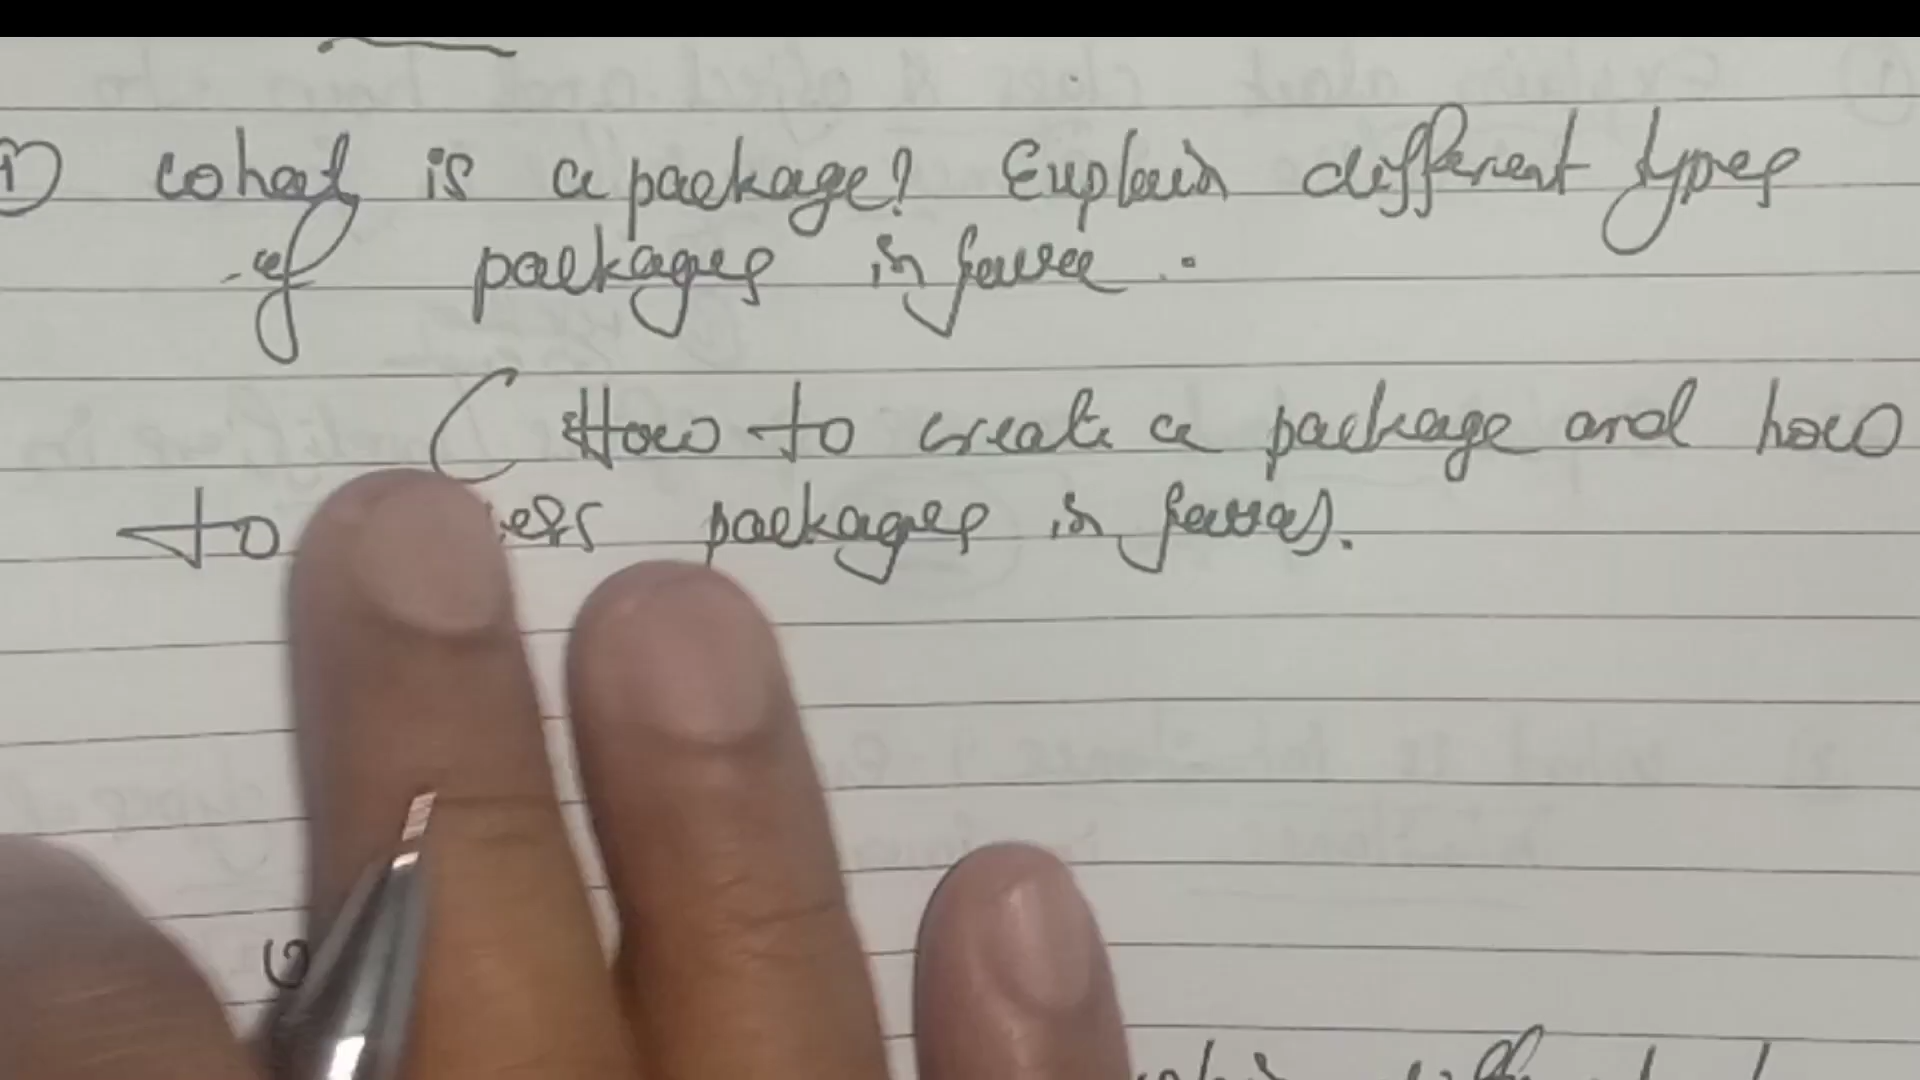 ① What is a package? Explain different types
of packages in Java.
( How to create a package and how
to packages in Java).